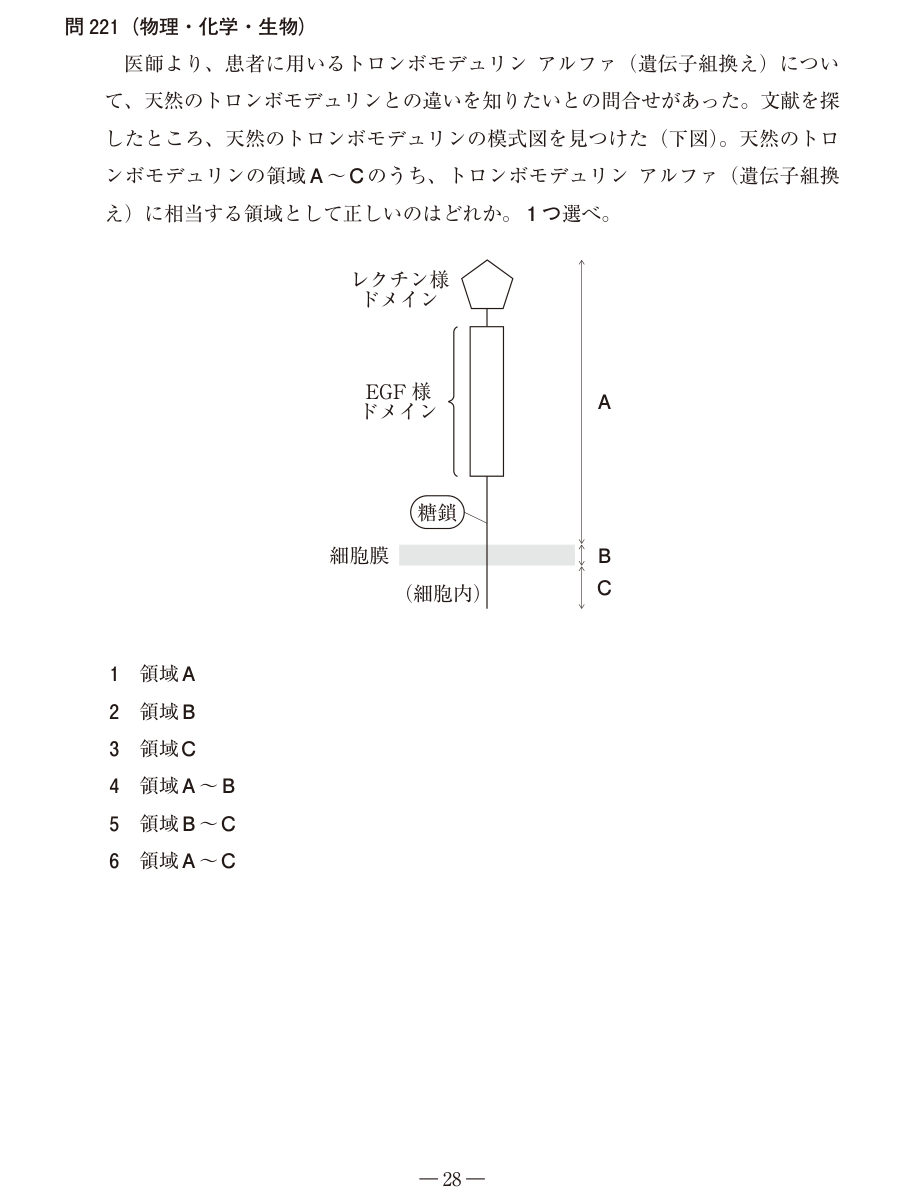 問 221（物理・化学・生物）
医師より、患者に用いるトロンボモデュリン アルファ（遺伝子組換え）につい
て、天然のトロンボモデュリンとの違いを知りたいとの問合せがあった。文献を探
したところ、天然のトロンボモデュリンの模式図を見つけた（下図）。天然のトロ
ンボモデュリンの領域A～Cのうち、トロンボモデュリン アルファ（遺伝子組換
え）に相当する領域として正しいのはどれか。1つ選べ。
レクチン様
ドメイン
EGF 様
ドメイン
A
糖鎖
細胞膜
B
（細胞内）
C
1 領域A
2 領域B
3 領域C
4 領域A～B
5 領域B～C
6 領域A～C
― 28 ―